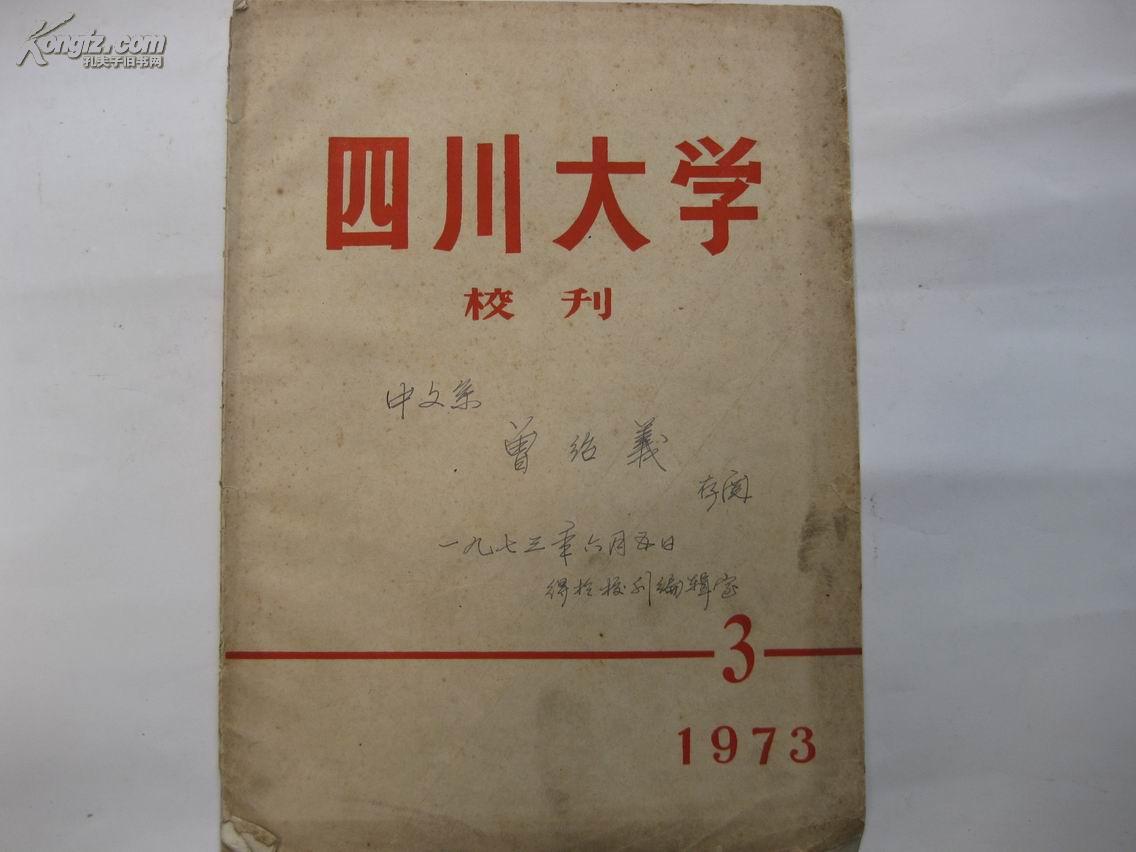 Kongfz.com
孔夫子旧书网
四川大学
校刊
中文系
曾绍義
存阅
一九七三年六月五日
得于校刊编辑室
3
1973